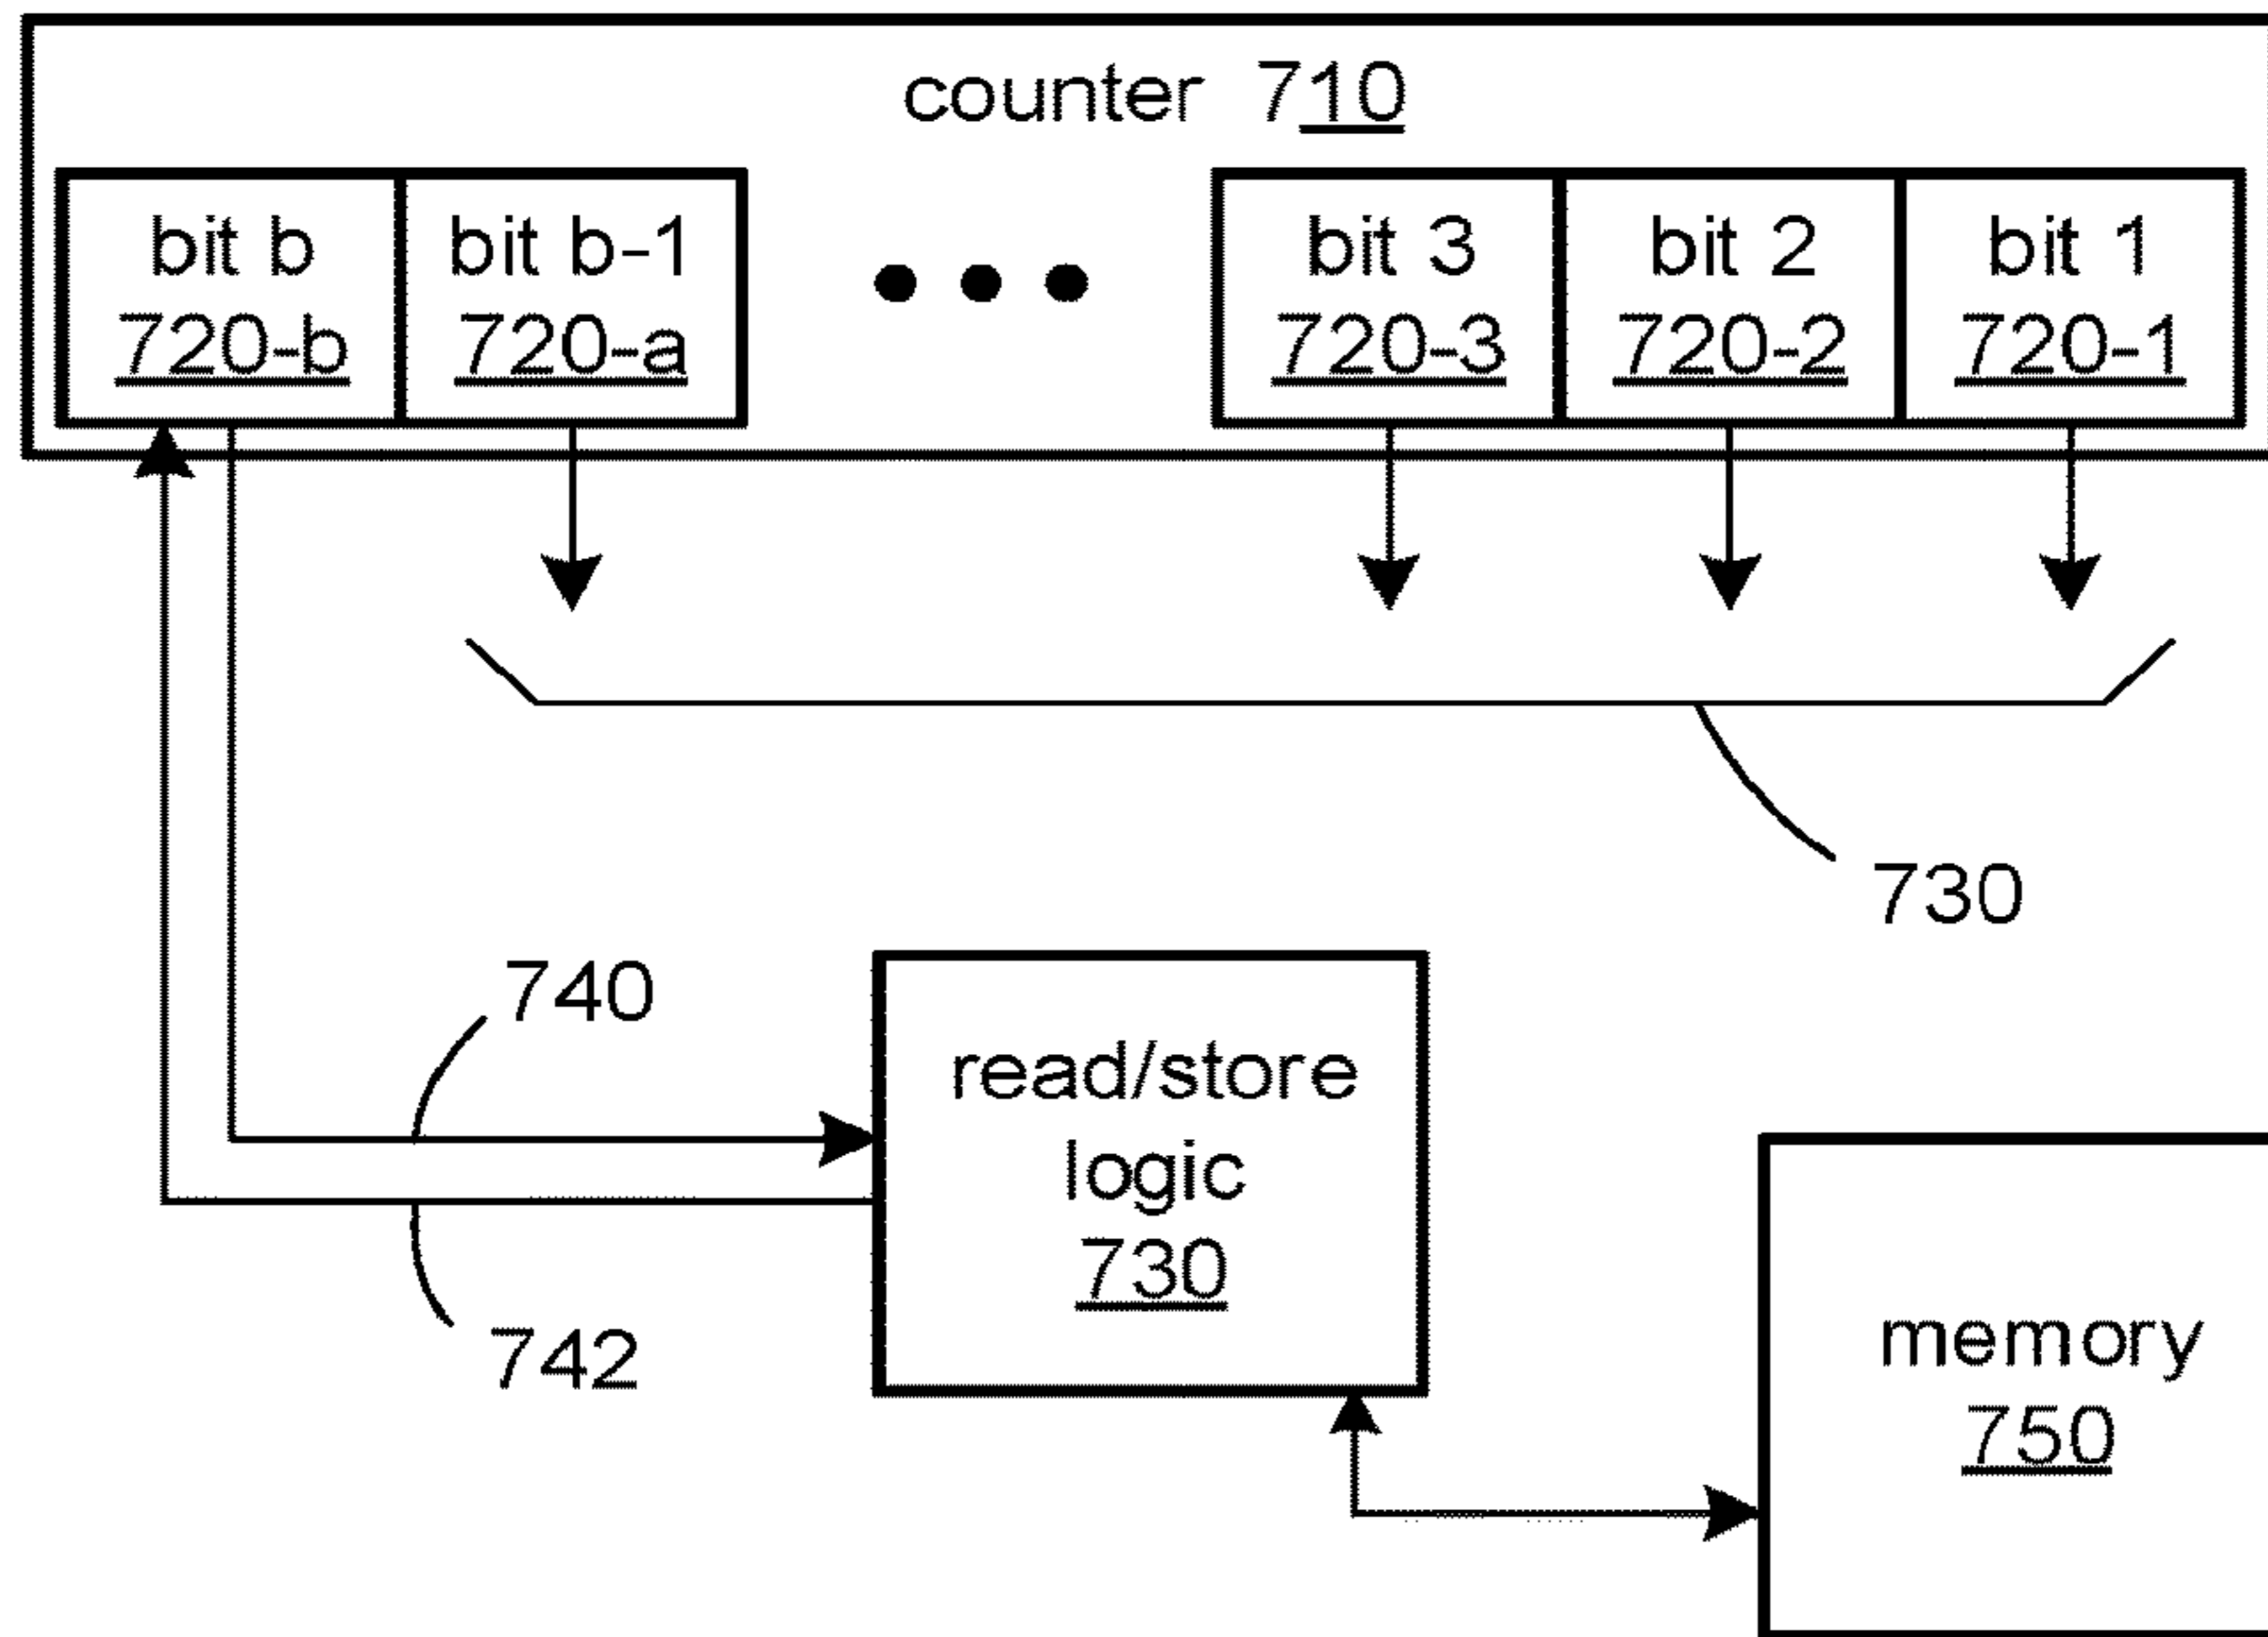 counter 710
bit b
720-b
bit b-1
720-a
bit 3
720-3
bit 2
720-2
bit 1
720-1
730
740
read/store
logic
730
742
memory
750